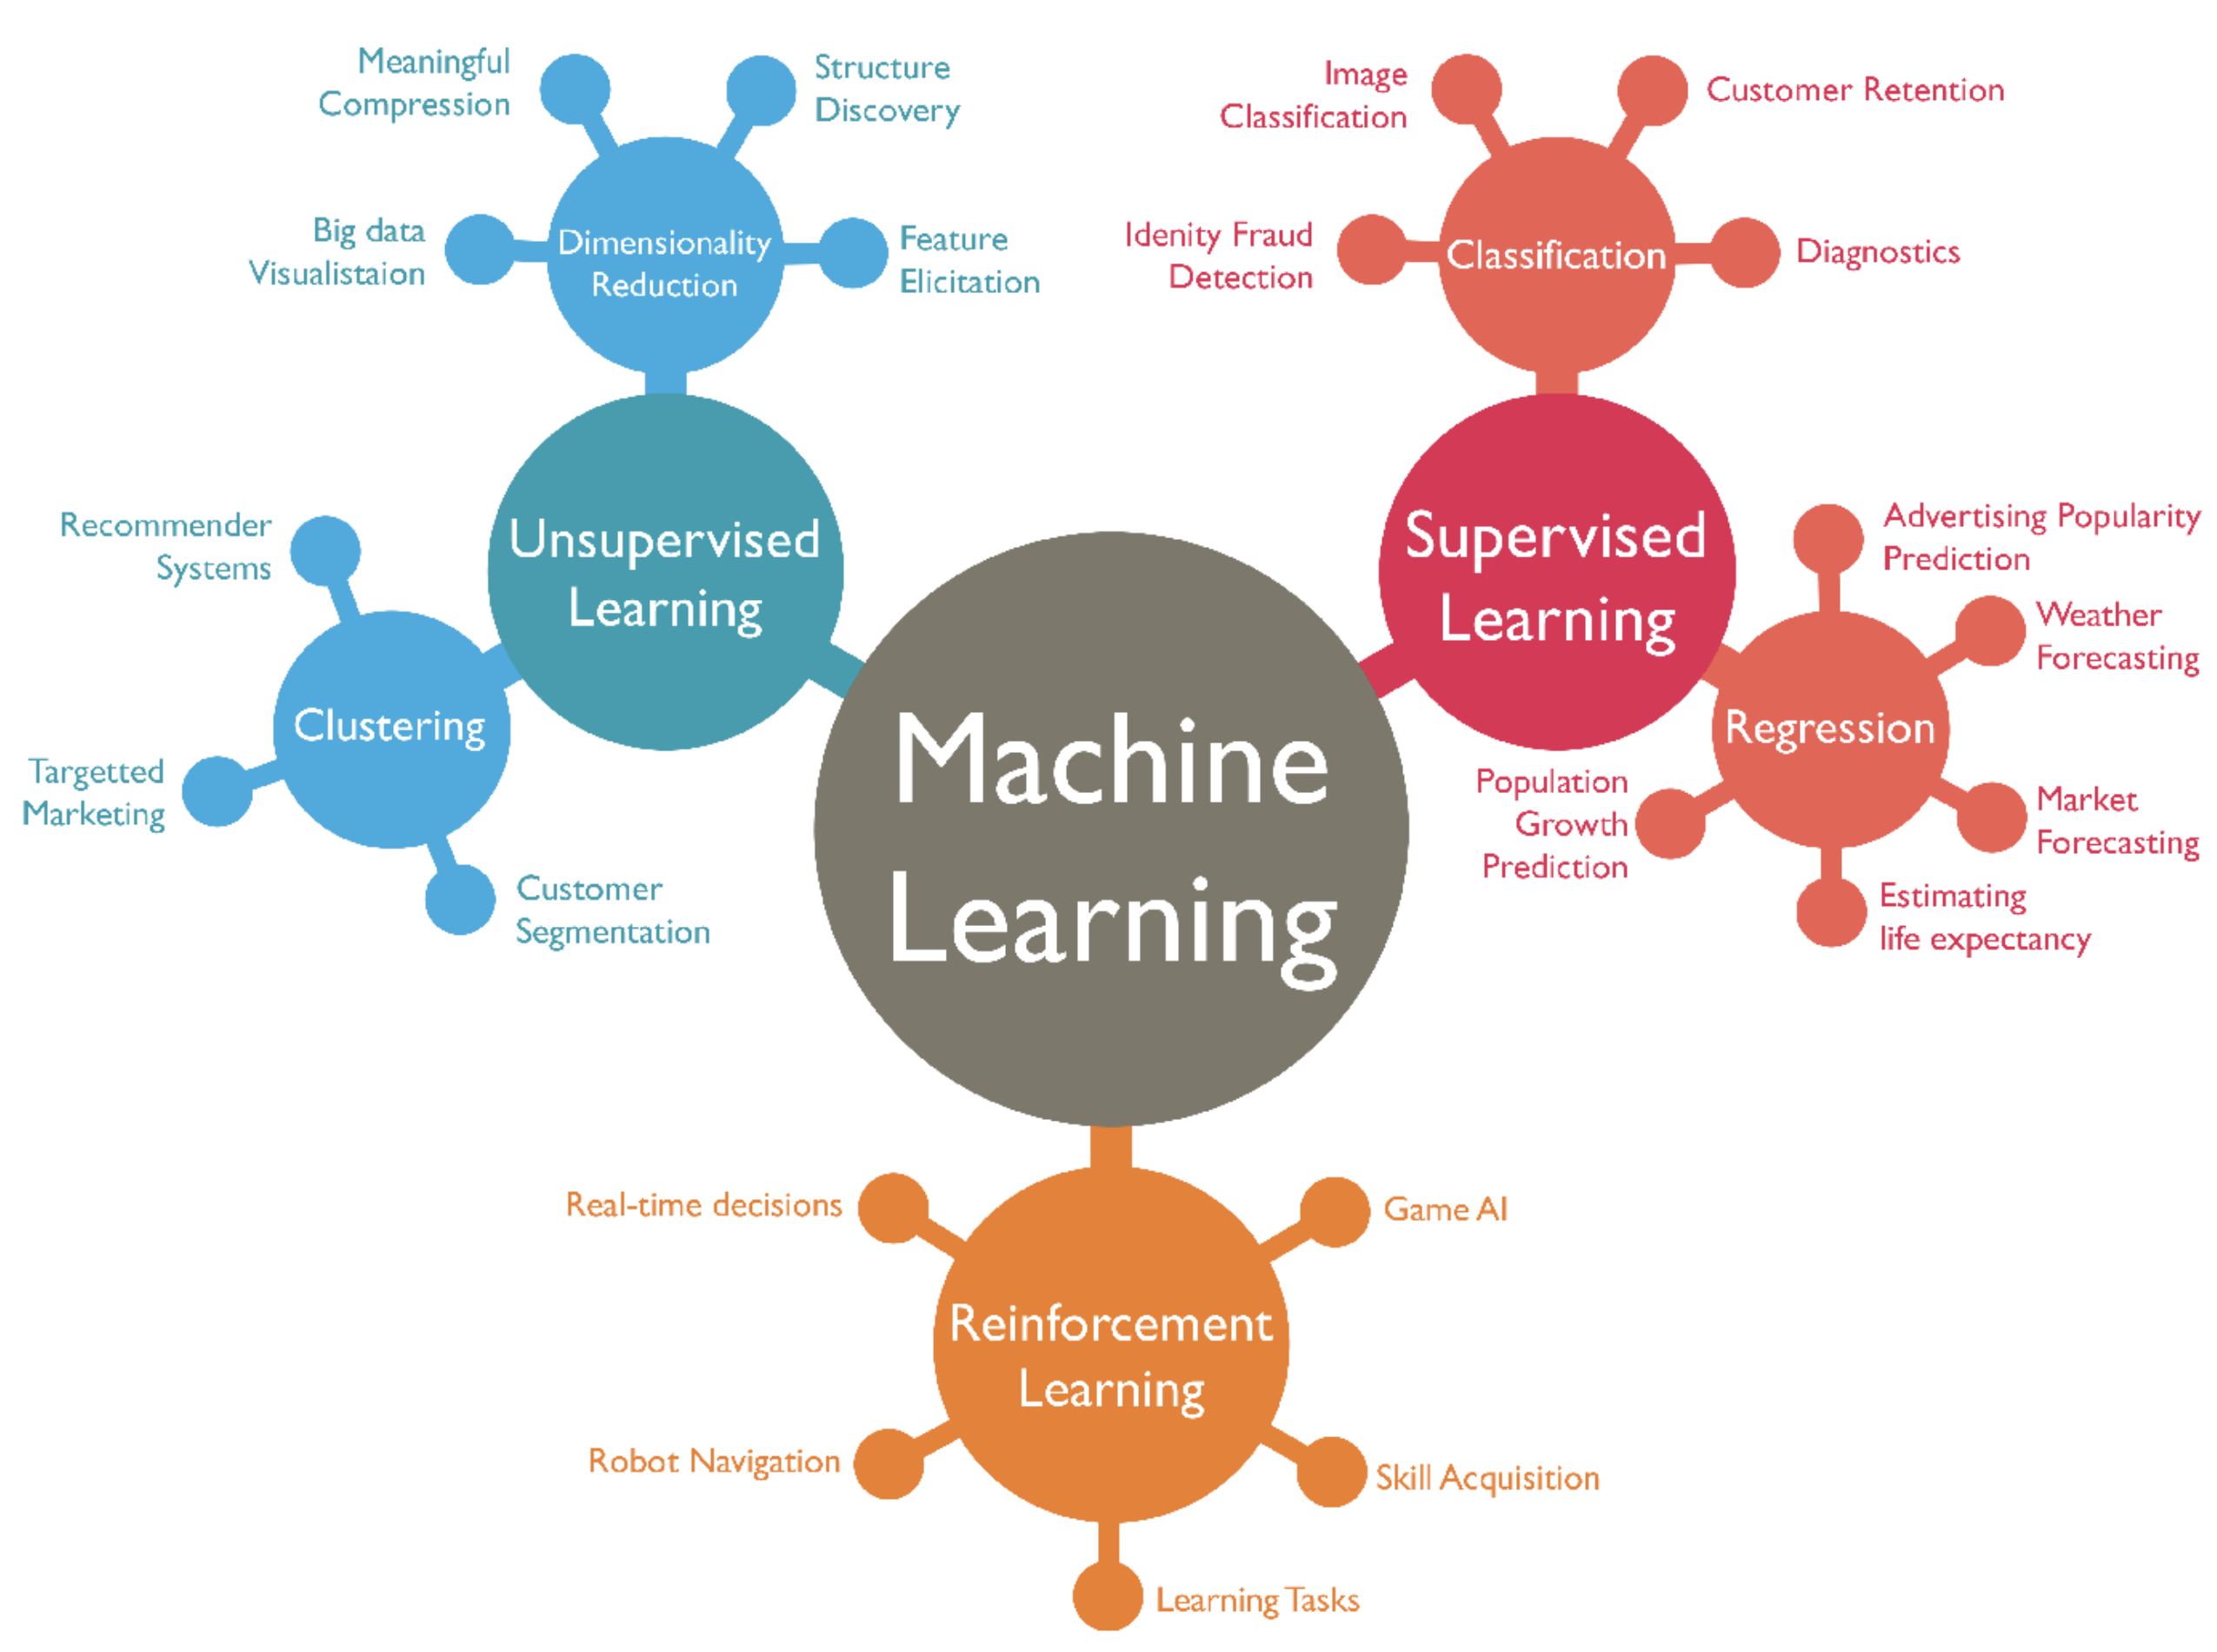 Meaningful
Compression
Structure
Discovery
Big data
Visualistaion
Dimensionality
Reduction
Feature
Elicitation
Image
Classification
Customer Retention
Idenity Fraud
Detection
Classification
Diagnostics
Unsupervised
Learning
Recommender
Systems
Clustering
Targetted
Marketing
Customer
Segmentation
Supervised
Learning
Advertising Popularity
Prediction
Weather
Forecasting
Regression
Population
Growth
Prediction
Market
Forecasting
Estimating
life expectancy
Machine
Learning
Real-time decisions
Game AI
Reinforcement
Learning
Robot Navigation
Skill Acquisition
Learning Tasks